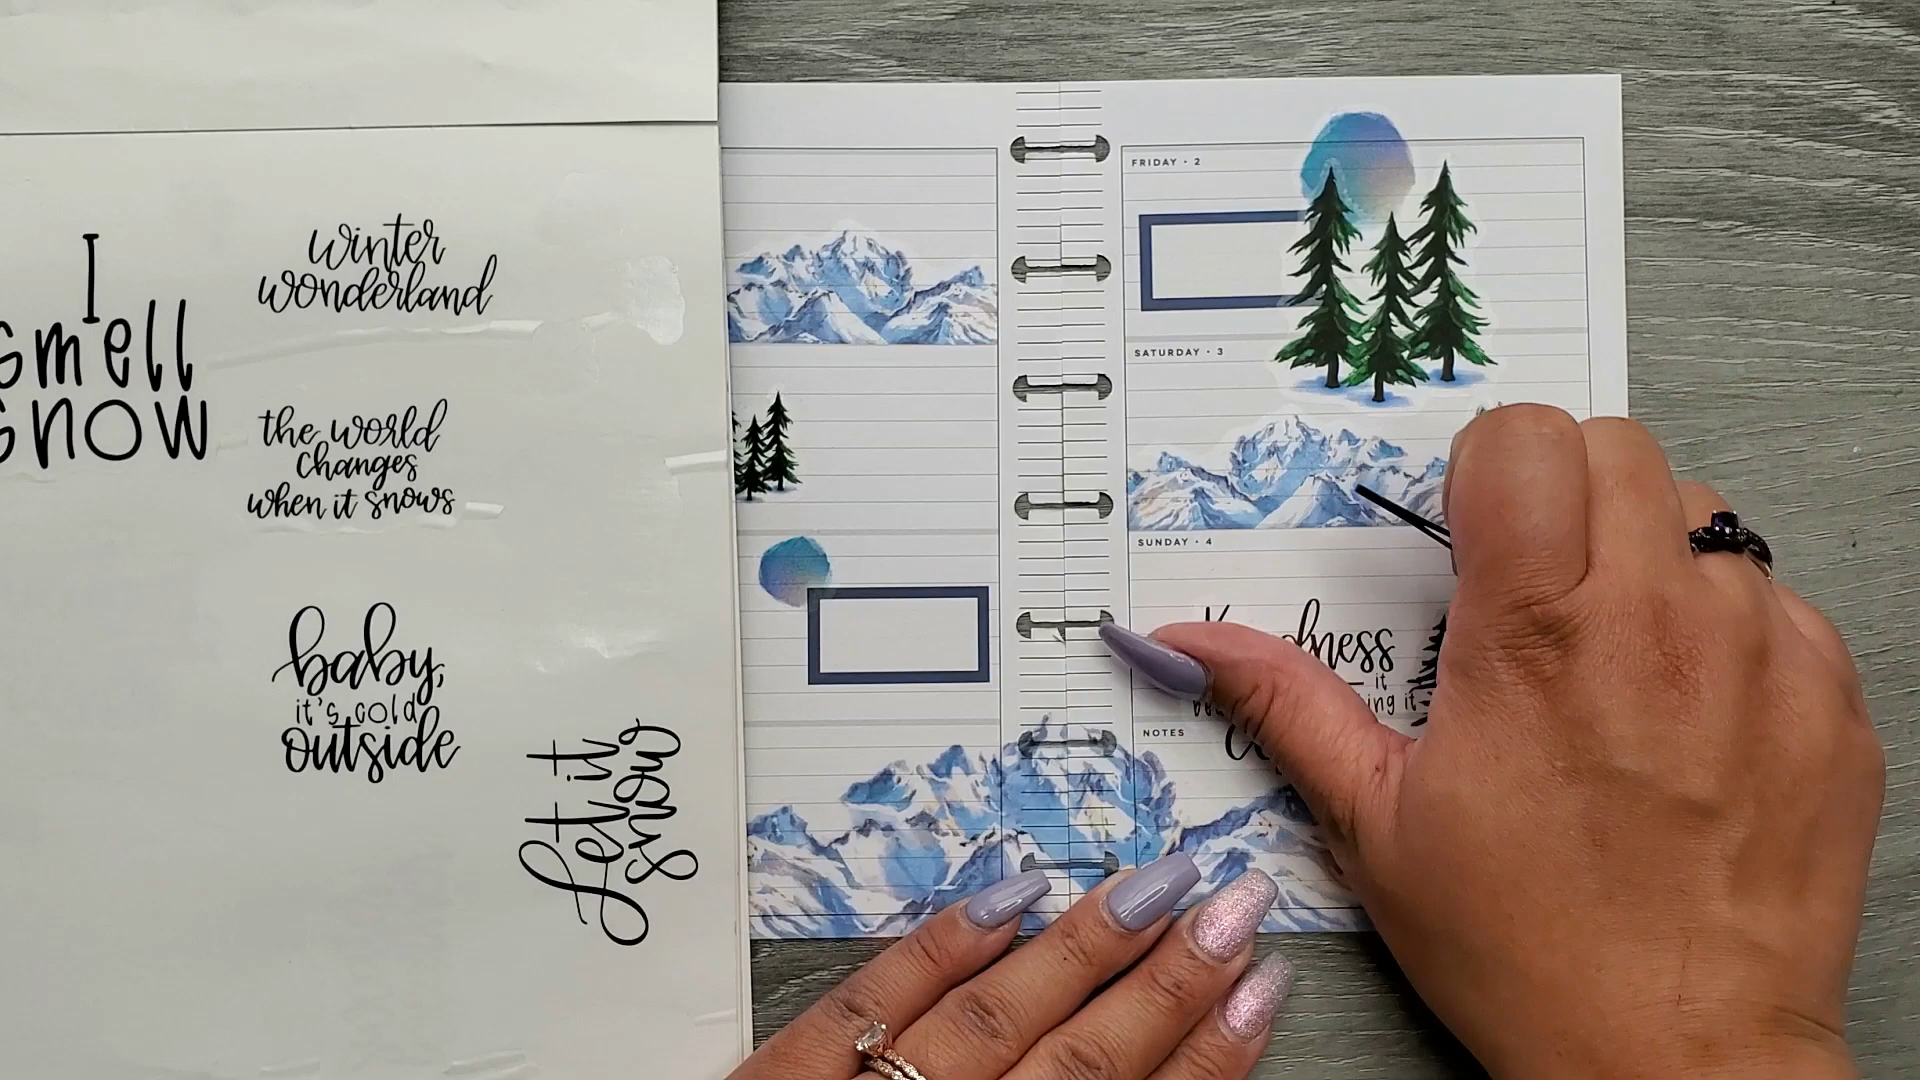 I
smell
snow
winter
wonderland
the world
changes
when it snows
baby,
it's cold
outside
Let it
snow
FRIDAY • 2
SATURDAY • 3
SUNDAY • 4
it
NOTES